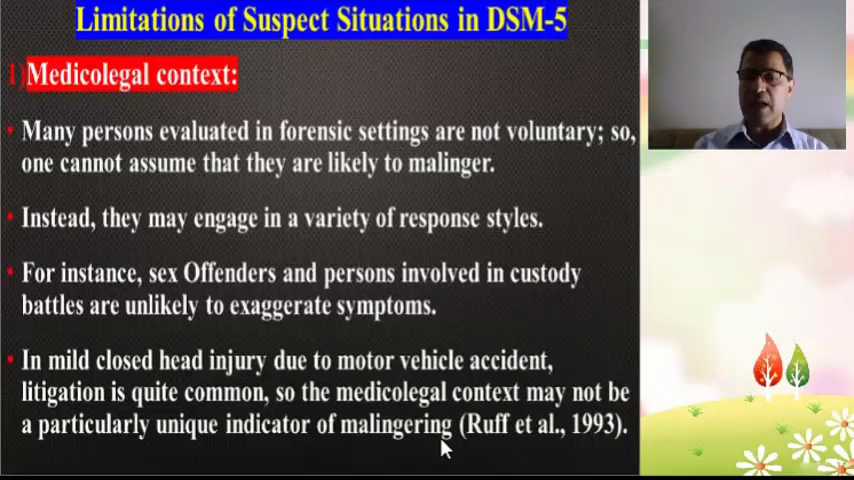 Limitations of Suspect Situations in DSM-5
1)Medicolegal context:
• Many persons evaluated in forensic settings are not voluntary; so,
one cannot assume that they are likely to malinger.
• Instead, they may engage in a variety of response styles.
• For instance, sex Offenders and persons involved in custody
battles are unlikely to exaggerate symptoms.
• In mild closed head injury due to motor vehicle accident,
litigation is quite common, so the medicolegal context may not be
a particularly unique indicator of malingering (Ruff et al., 1993).